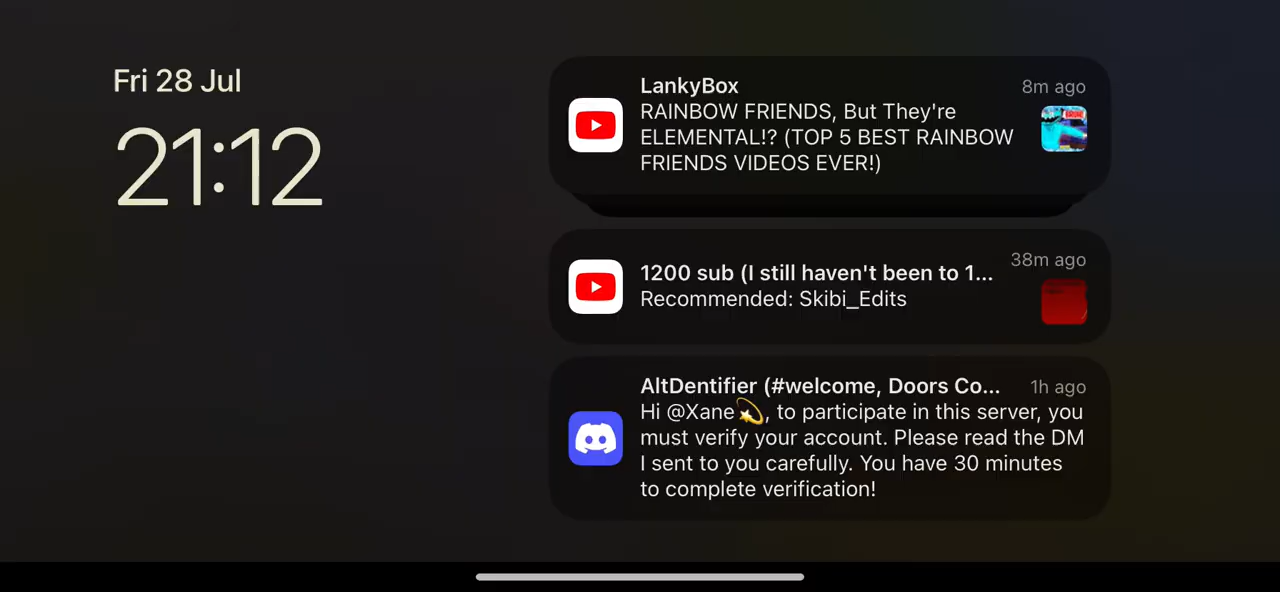 Fri 28 Jul
21:12
LankyBox
8m ago
RAINBOW FRIENDS, But They're
ELEMENTAL!? (TOP 5 BEST RAINBOW
FRIENDS VIDEOS EVER!)
1200 sub (I still haven't been to 1...
38m ago
Recommended: Skibi_Edits
AltDentifier (#welcome, Doors Co...
1h ago
Hi @Xane💫, to participate in this server, you
must verify your account. Please read the DM
I sent to you carefully. You have 30 minutes
to complete verification!